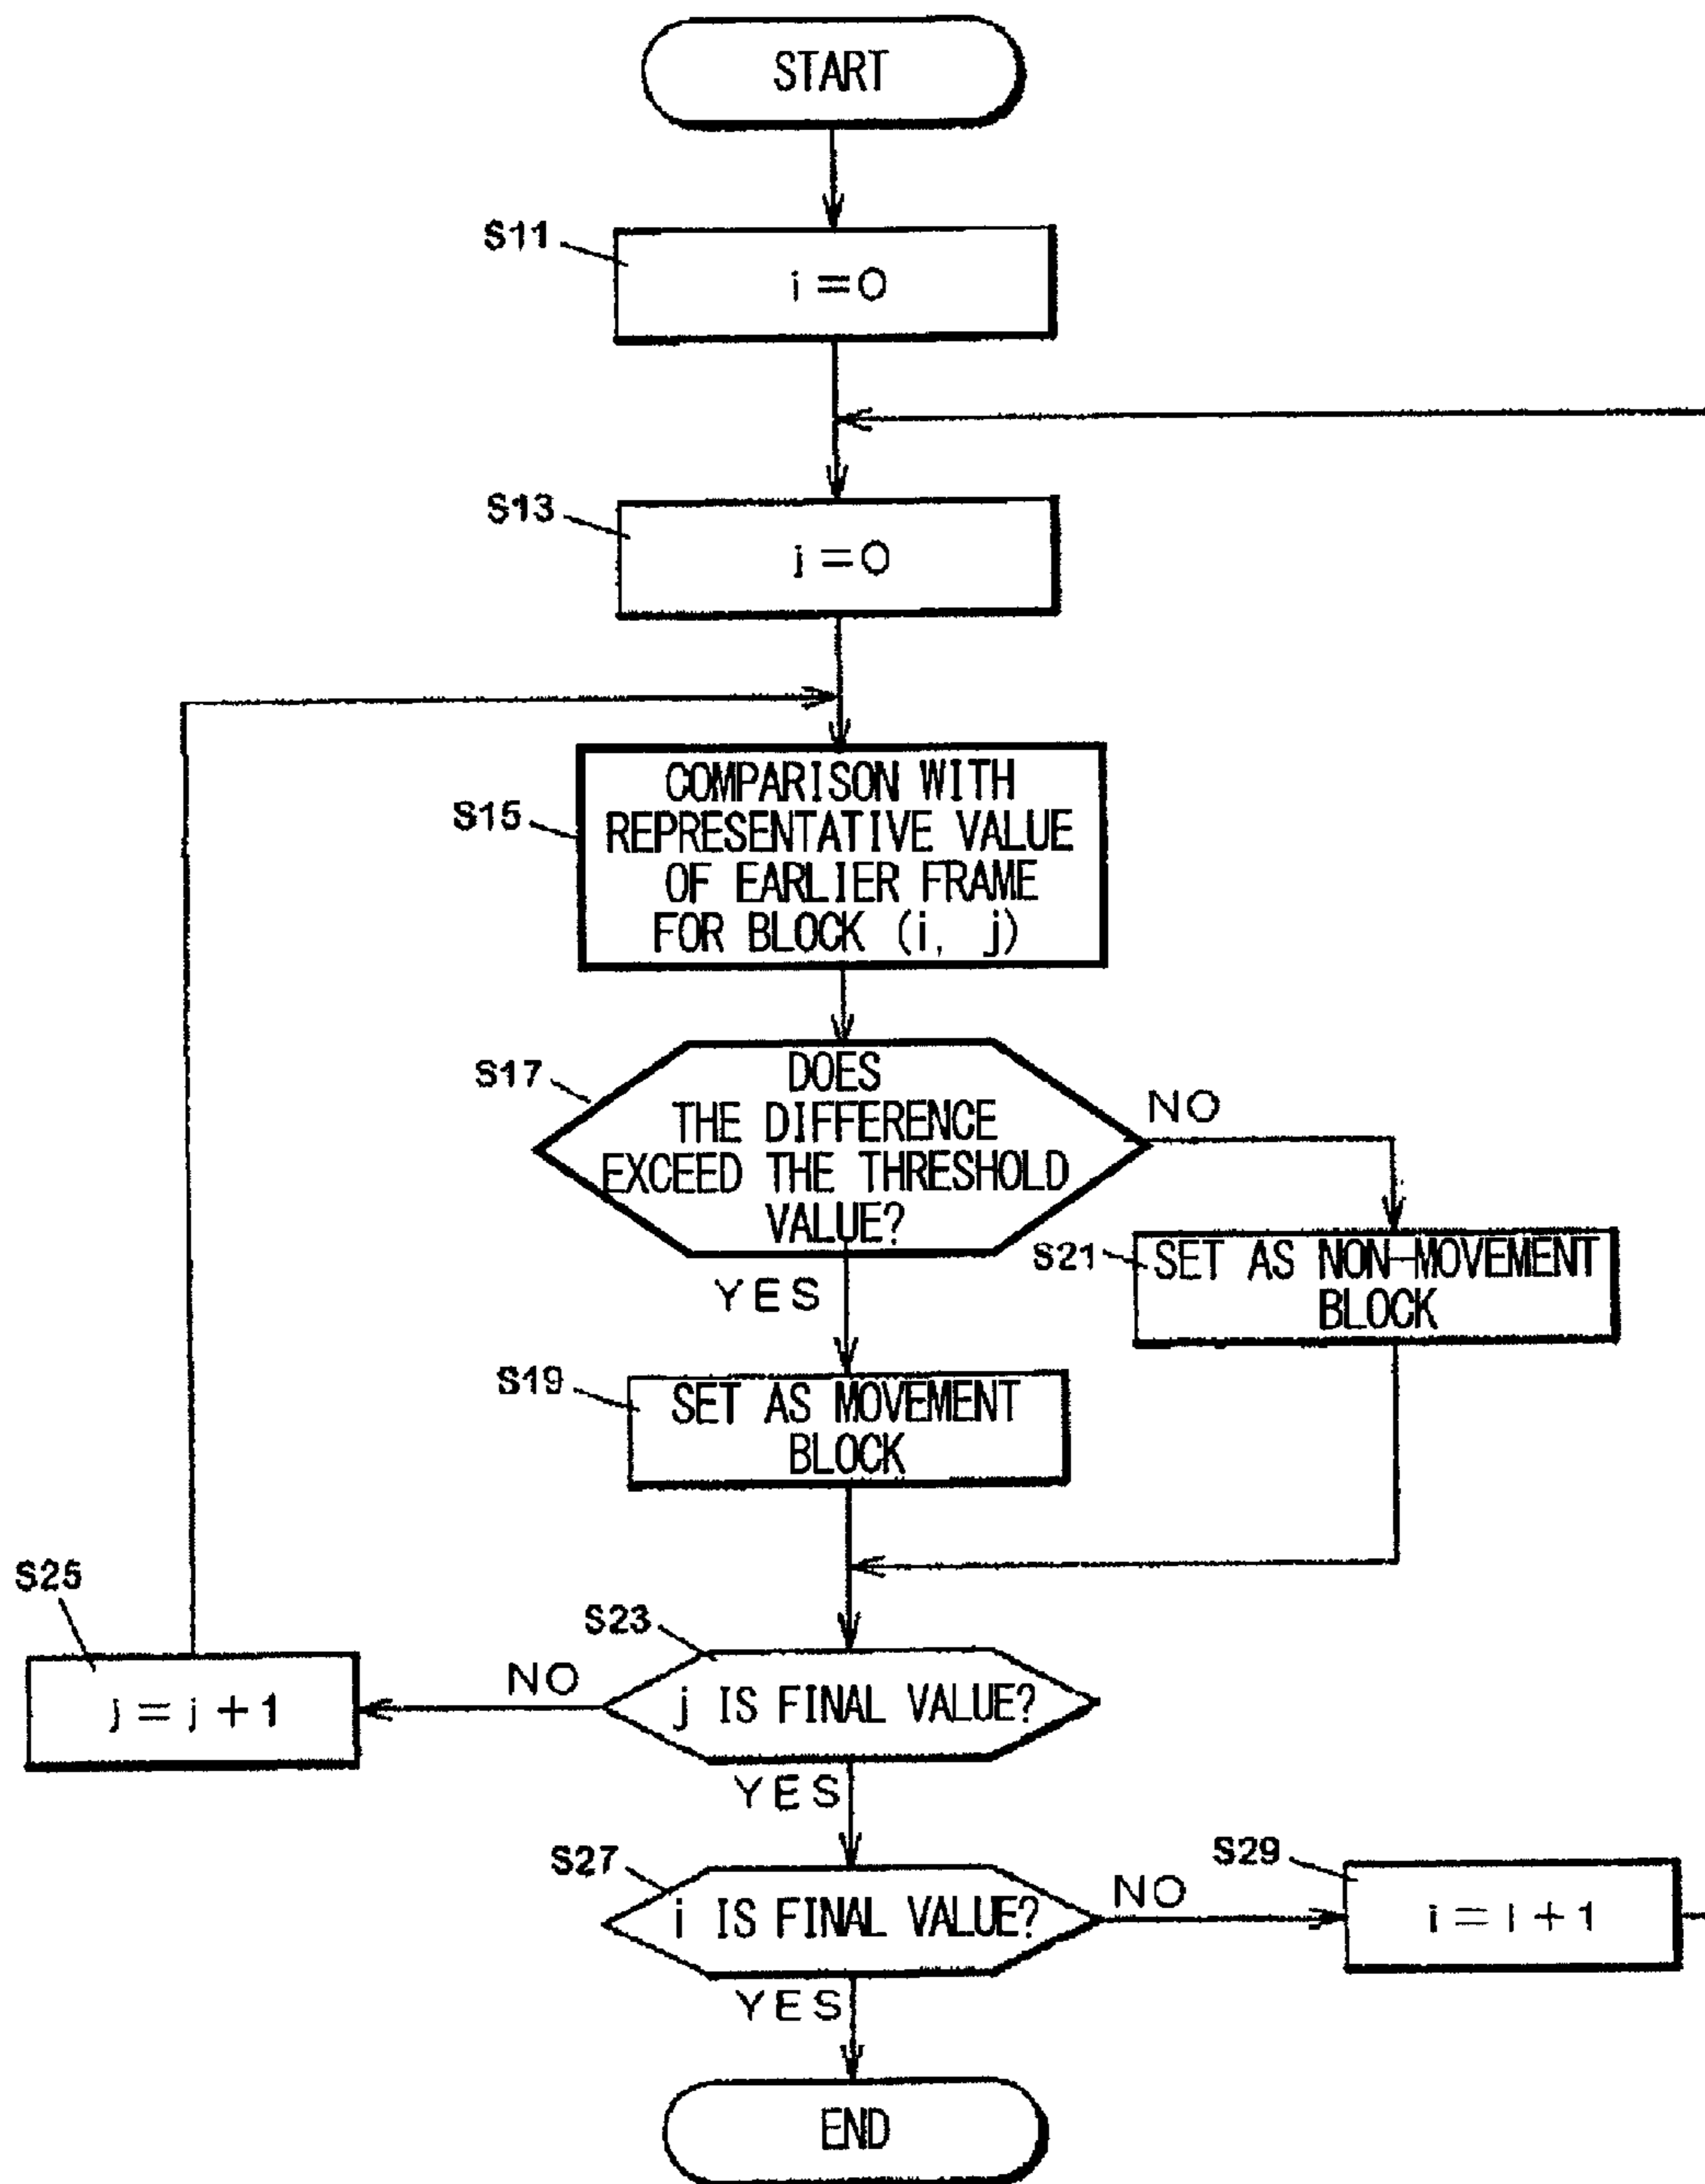 START
S11
i = 0
S13
j = 0
S15
COMPARISON WITH
REPRESENTATIVE VALUE
OF EARLIER FRAME
FOR BLOCK (i, j)
S17
DOES
THE DIFFERENCE
EXCEED THE THRESHOLD
VALUE?
NO
YES
S21
SET AS NON-MOVEMENT
BLOCK
S19
SET AS MOVEMENT
BLOCK
S25
j = j + 1
S23
NO
j IS FINAL VALUE?
YES
S27
i IS FINAL VALUE?
NO
S29
i = i + 1
YES
END